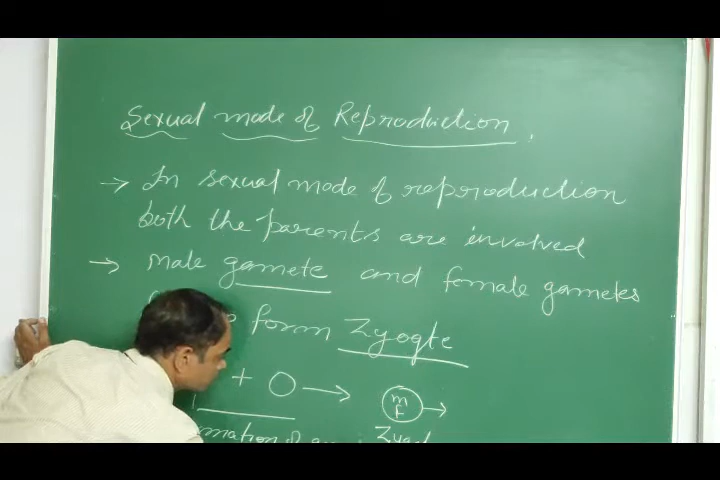 Sexual mode of Reproduction.
→ In sexual mode of reproduction
both the parents are involved
→ male gamete and female gametes
form Zyogte
+ → m f →